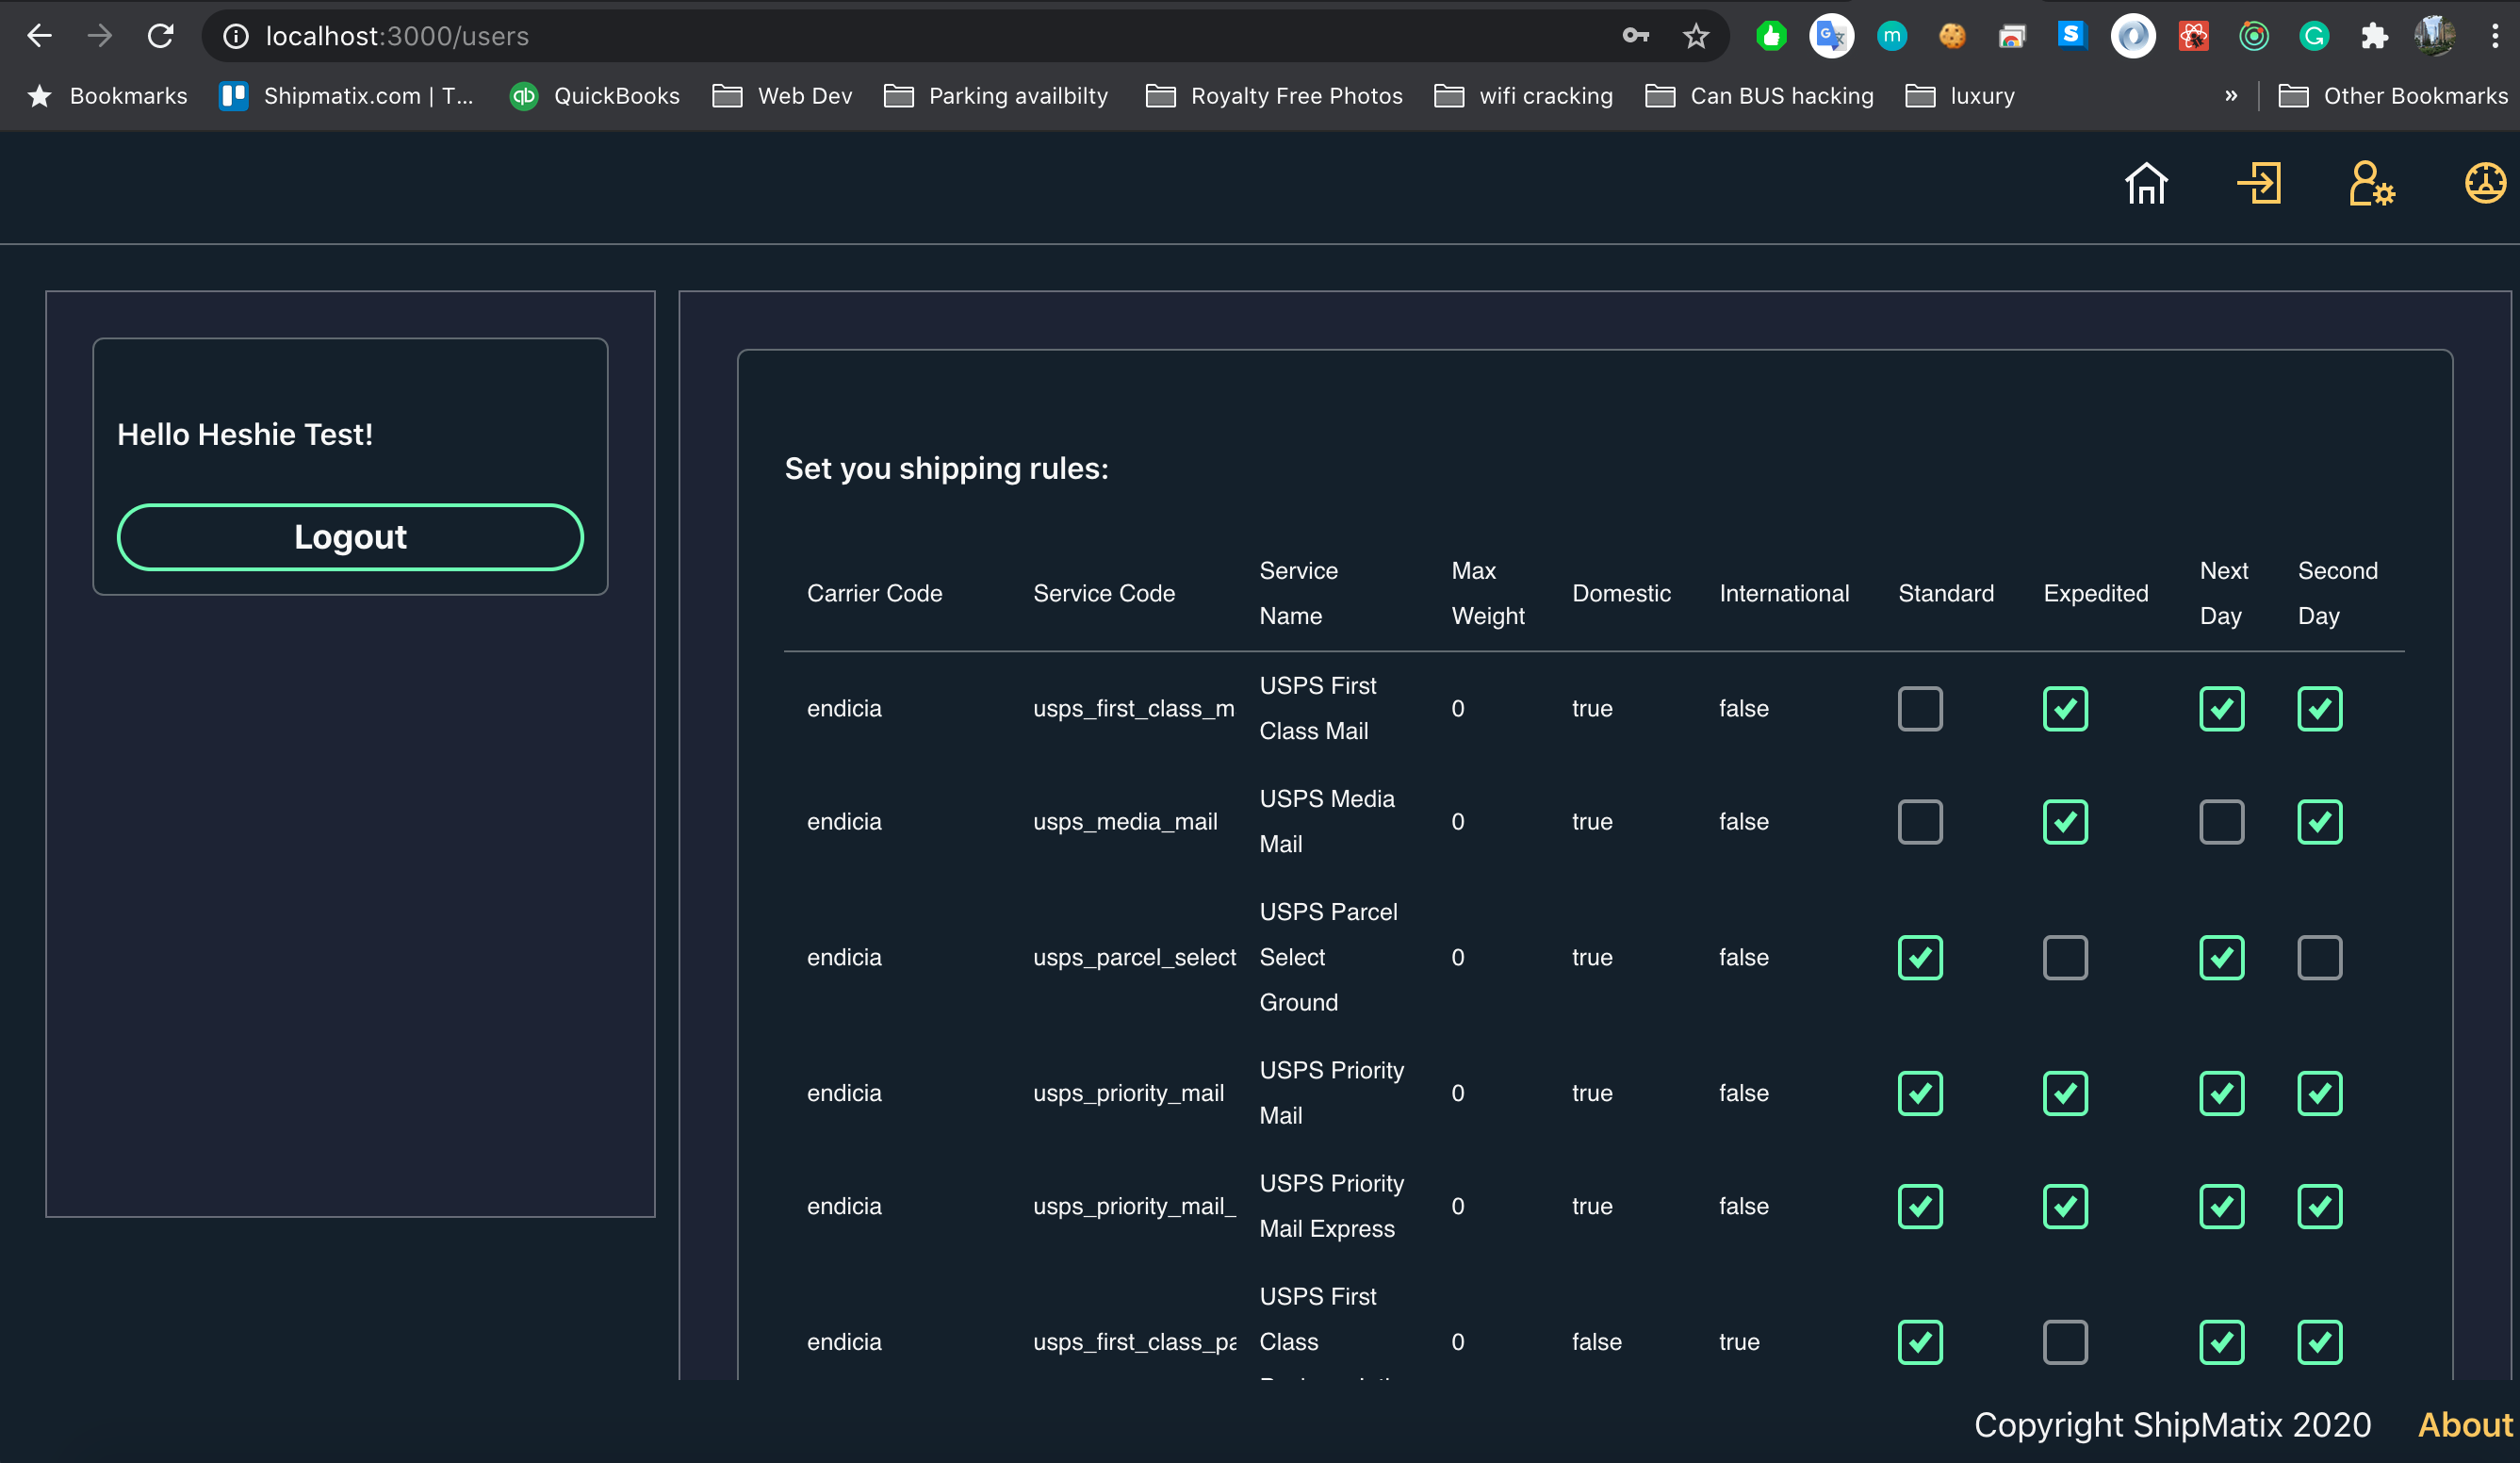 localhost:3000/users
Bookmarks Shipmatix.com | T... QuickBooks Web Dev Parking availbilty Royalty Free Photos wifi cracking Can BUS hacking luxury » Other Bookmarks
Hello Heshie Test!
Logout
Set you shipping rules:
Carrier Code Service Code Service Name Max Weight Domestic International Standard Expedited Next Day Second Day
endicia usps_first_class_m USPS First Class Mail 0 true false
endicia usps_media_mail USPS Media Mail 0 true false
endicia usps_parcel_select USPS Parcel Select Ground 0 true false
endicia usps_priority_mail USPS Priority Mail 0 true false
endicia usps_priority_mail_ USPS Priority Mail Express 0 true false
endicia usps_first_class_pa USPS First Class 0 false true
Copyright ShipMatix 2020 About